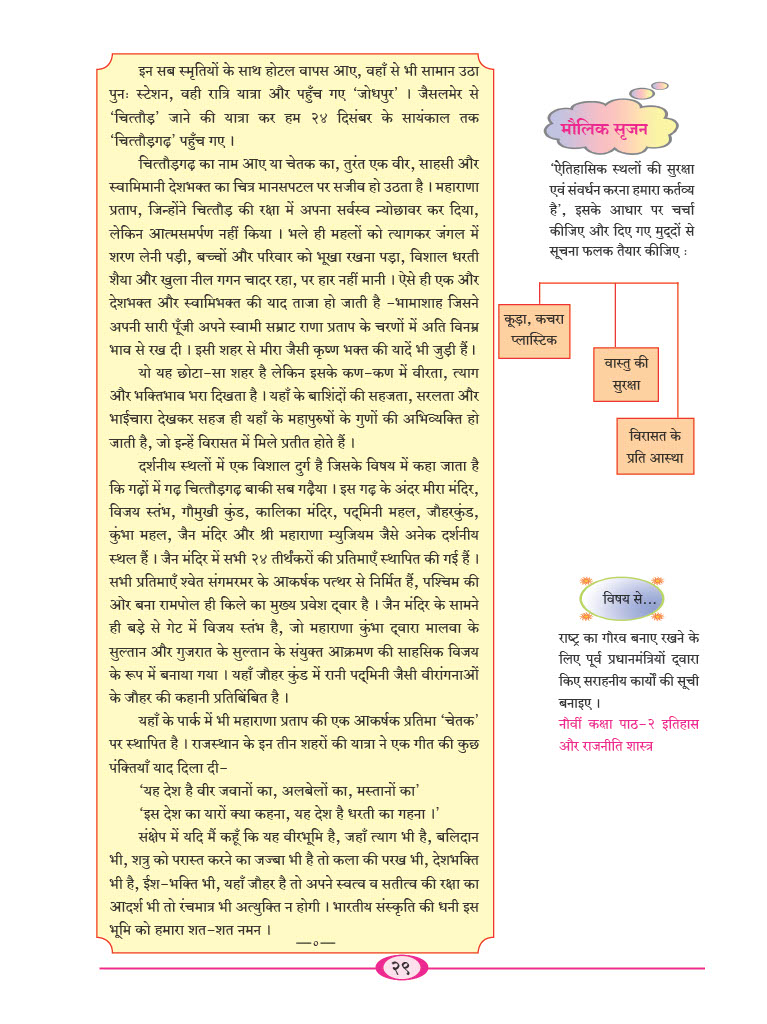 इन सब स्मृतियों के साथ होटल वापस आए, वहाँ से भी सामान उठा
पुनः स्टेशन, वही रात्रि यात्रा और पहुँच गए ‘जोधपुर’ । जैसलमेर से
‘चित्तौड़’ जाने की यात्रा कर हम २४ दिसंबर के सायंकाल तक
‘चित्तौड़गढ़’ पहुँच गए ।
चित्तौड़गढ़ का नाम आए या चेतक का, तुरंत एक वीर, साहसी और
स्वामिमानी देशभक्त का चित्र मानसपटल पर सजीव हो उठता है । महाराणा
प्रताप, जिन्होंने चित्तौड़ की रक्षा में अपना सर्वस्व न्योछावर कर दिया,
लेकिन आत्मसमर्पण नहीं किया । भले ही महलों को त्यागकर जंगल में
शरण लेनी पड़ी, बच्चों और परिवार को भूखा रखना पड़ा, विशाल धरती
शैया और खुला नील गगन चादर रहा, पर हार नहीं मानी । ऐसे ही एक और
देशभक्त और स्वामिभक्त की याद ताजा हो जाती है -भामाशाह जिसने
अपनी सारी पूँजी अपने स्वामी सम्राट राणा प्रताप के चरणों में अति विनम्र
भाव से रख दी । इसी शहर से मीरा जैसी कृष्ण भक्त की यादें भी जुड़ी हैं ।
यो यह छोटा-सा शहर है लेकिन इसके कण-कण में वीरता, त्याग
और भक्तिभाव भरा दिखता है । यहाँ के बाशिंदों की सहजता, सरलता और
भाईचारा देखकर सहज ही यहाँ के महापुरुषों के गुणों की अभिव्यक्ति हो
जाती है, जो इन्हें विरासत में मिले प्रतीत होते हैं ।
दर्शनीय स्थलों में एक विशाल दुर्ग है जिसके विषय में कहा जाता है
कि गढ़ों में गढ़ चित्तौड़गढ़ बाकी सब गढ़ैया । इस गढ़ के अंदर मीरा मंदिर,
विजय स्तंभ, गौमुखी कुंड, कालिका मंदिर, पद्मिनी महल, जौहरकुंड,
कुंभा महल, जैन मंदिर और श्री महाराणा म्युजियम जैसे अनेक दर्शनीय
स्थल हैं । जैन मंदिर में सभी २४ तीर्थंकरों की प्रतिमाएँ स्थापित की गई हैं ।
सभी प्रतिमाएँ श्वेत संगमरमर के आकर्षक पत्थर से निर्मित हैं, पश्चिम की
ओर बना रामपोल ही किले का मुख्य प्रवेश द्वार है । जैन मंदिर के सामने
ही बड़े से गेट में विजय स्तंभ है, जो महाराणा कुंभा द्वारा मालवा के
सुल्तान और गुजरात के सुल्तान के संयुक्त आक्रमण की साहसिक विजय
के रूप में बनाया गया । यहाँ जौहर कुंड में रानी पद्मिनी जैसी वीरांगनाओं
के जौहर की कहानी प्रतिबिंबित है ।
यहाँ के पार्क में भी महाराणा प्रताप की एक आकर्षक प्रतिमा ‘चेतक’
पर स्थापित है । राजस्थान के इन तीन शहरों की यात्रा ने एक गीत की कुछ
पंक्तियाँ याद दिला दी-
‘यह देश है वीर जवानों का, अलबेलों का, मस्तानों का’
‘इस देश का यारों क्या कहना, यह देश है धरती का गहना ।’
संक्षेप में यदि मैं कहूँ कि यह वीरभूमि है, जहाँ त्याग भी है, बलिदान
भी, शत्रु को परास्त करने का जज्बा भी है तो कला की परख भी, देशभक्ति
भी है, ईश-भक्ति भी, यहाँ जौहर है तो अपने स्वत्व व सतीत्व की रक्षा का
आदर्श भी तो रंचमात्र भी अत्युक्ति न होगी । भारतीय संस्कृति की धनी इस
भूमि को हमारा शत-शत नमन ।
—०—
मौलिक सृजन
‘ऐतिहासिक स्थलों की सुरक्षा
एवं संवर्धन करना हमारा कर्तव्य
है’, इसके आधार पर चर्चा
कीजिए और दिए गए मुद्दों से
सूचना फलक तैयार कीजिए :
कूड़ा, कचरा
प्लास्टिक
वास्तु की
सुरक्षा
विरासत के
प्रति आस्था
विषय से...
राष्ट्र का गौरव बनाए रखने के
लिए पूर्व प्रधानमंत्रियों द्वारा
किए सराहनीय कार्यों की सूची
बनाइए ।
नौवीं कक्षा पाठ-२ इतिहास
और राजनीति शास्त्र
२९